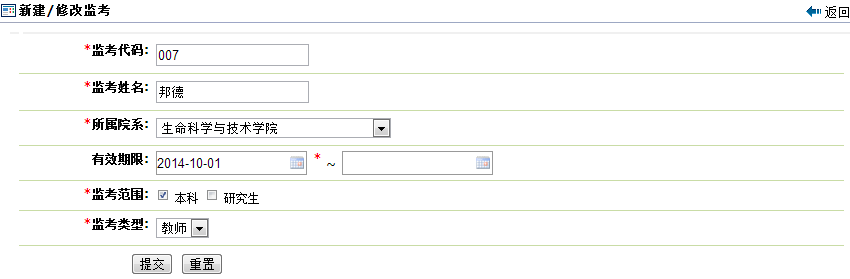 新建/修改监考 返回
*监考代码: 007
*监考姓名: 邦德
*所属院系: 生命科学与技术学院
有效期限: 2014-10-01 * ~
*监考范围: 本科 研究生
*监考类型: 教师
提交 重置